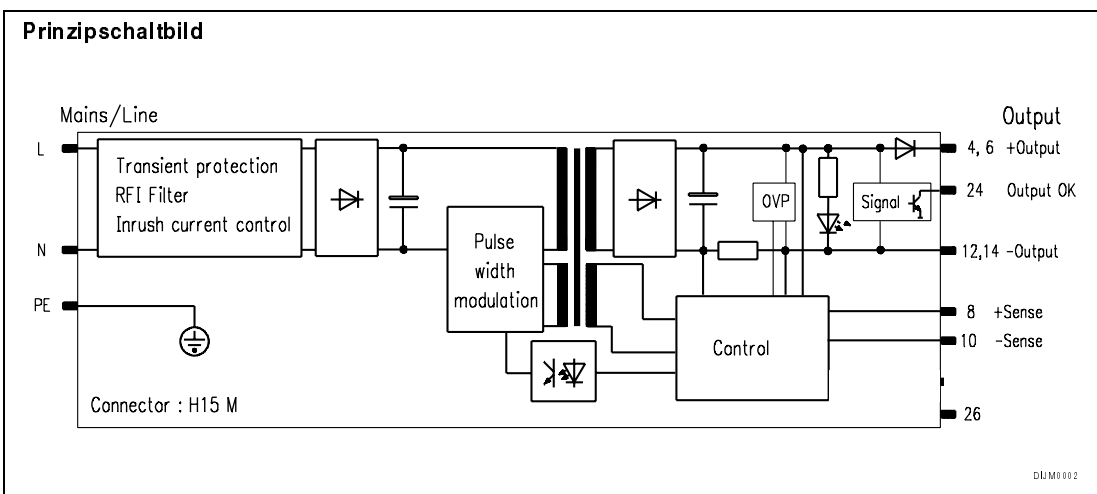 Prinzipschaltbild
Mains/Line
Output
L
N
PE
Transient protection
RFI Filter
Inrush current control
Pulse
width
modulation
OVP
Signal
Control
4, 6 +Output
24 Output OK
12,14 -Output
8 +Sense
10 -Sense
26
Connector : H15 M
DIJM0002